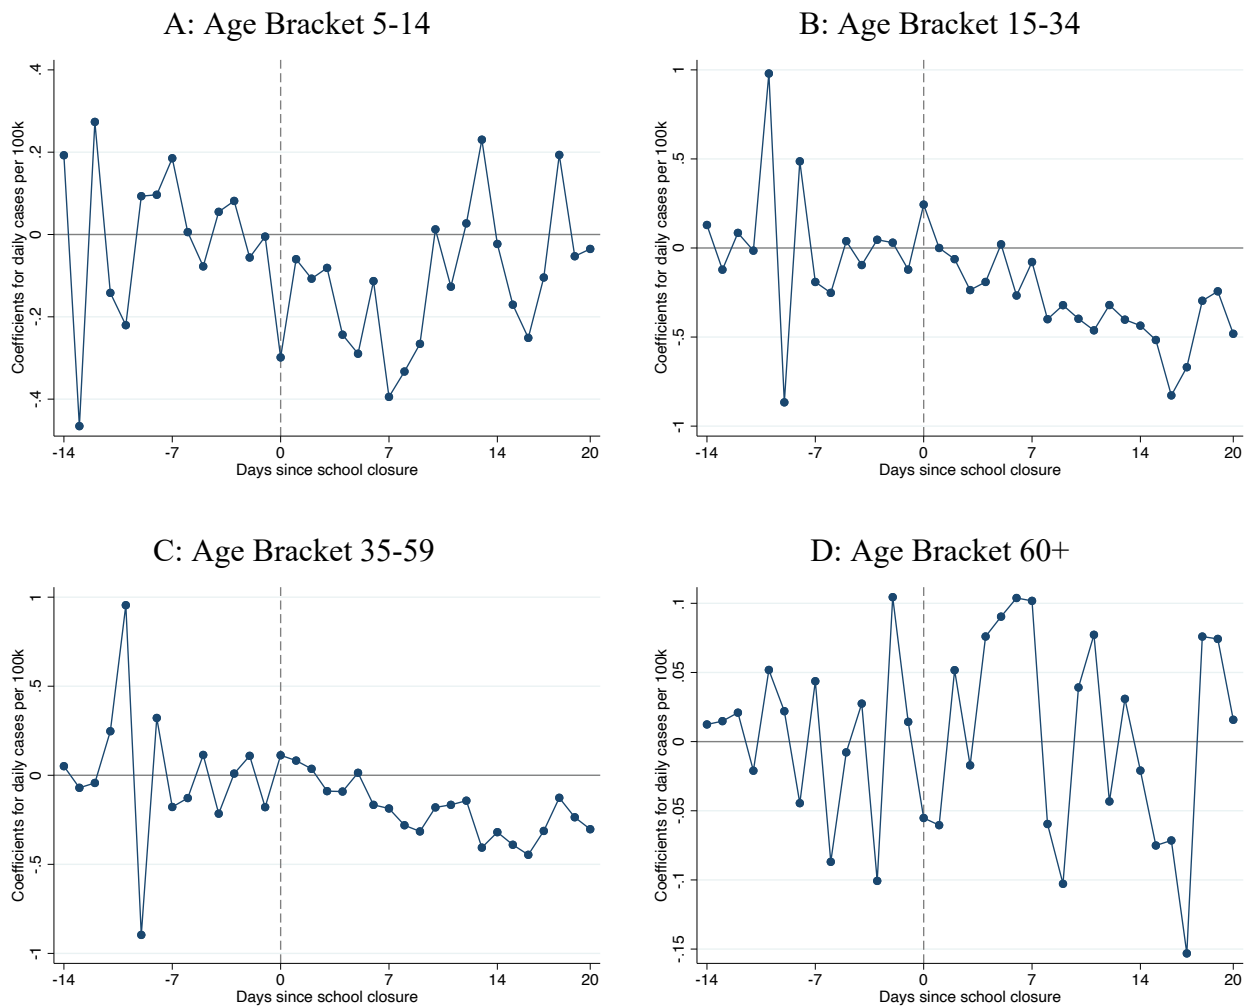 A: Age Bracket 5-14
Coefficients for daily cases per 100k
.4
.2
0
-.2
-.4
-14 -7 0 7 14 20
Days since school closure
B: Age Bracket 15-34
Coefficients for daily cases per 100k
1
.5
0
-.5
-1
-14 -7 0 7 14 20
Days since school closure
C: Age Bracket 35-59
Coefficients for daily cases per 100k
1
.5
0
-.5
-1
-14 -7 0 7 14 20
Days since school closure
D: Age Bracket 60+
Coefficients for daily cases per 100k
.1
.05
0
-.05
-.1
-.15
-14 -7 0 7 14 20
Days since school closure